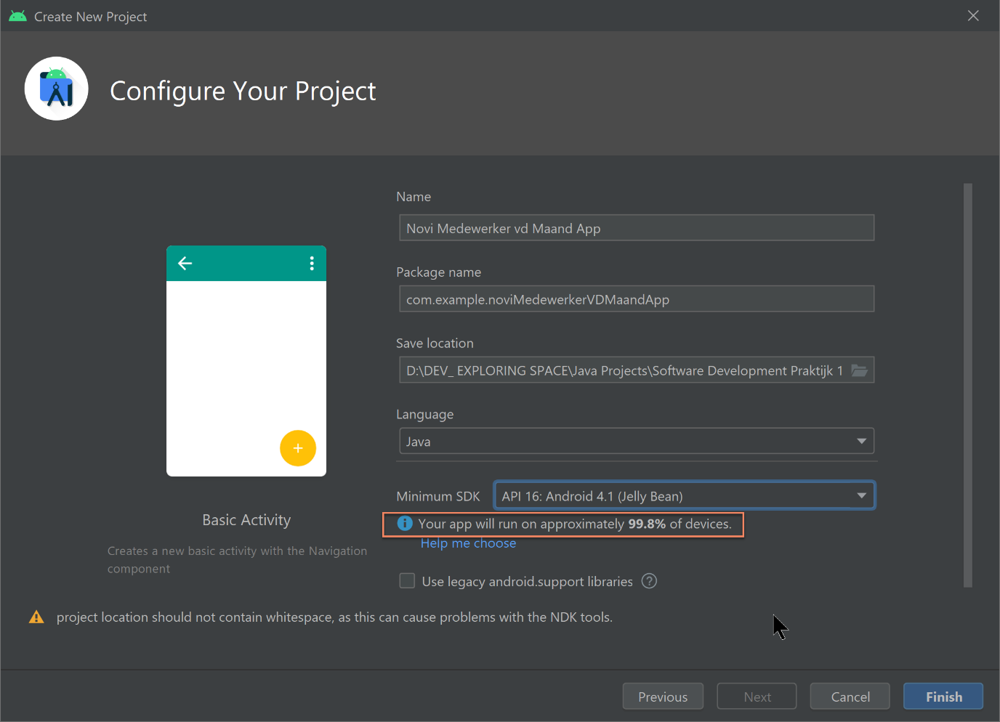 Create New Project
Configure Your Project
Name
Novi Medewerker vd Maand App
Package name
com.example.noviMedewerkerVDMaandApp
Save location
D:\DEV_ EXPLORING SPACE\Java Projects\Software Development Praktijk 1
Language
Java
Minimum SDK
API 16: Android 4.1 (Jelly Bean)
Your app will run on approximately 99.8% of devices.
Help me choose
Use legacy android.support libraries
Basic Activity
Creates a new basic activity with the Navigation
component
project location should not contain whitespace, as this can cause problems with the NDK tools.
Previous
Next
Cancel
Finish